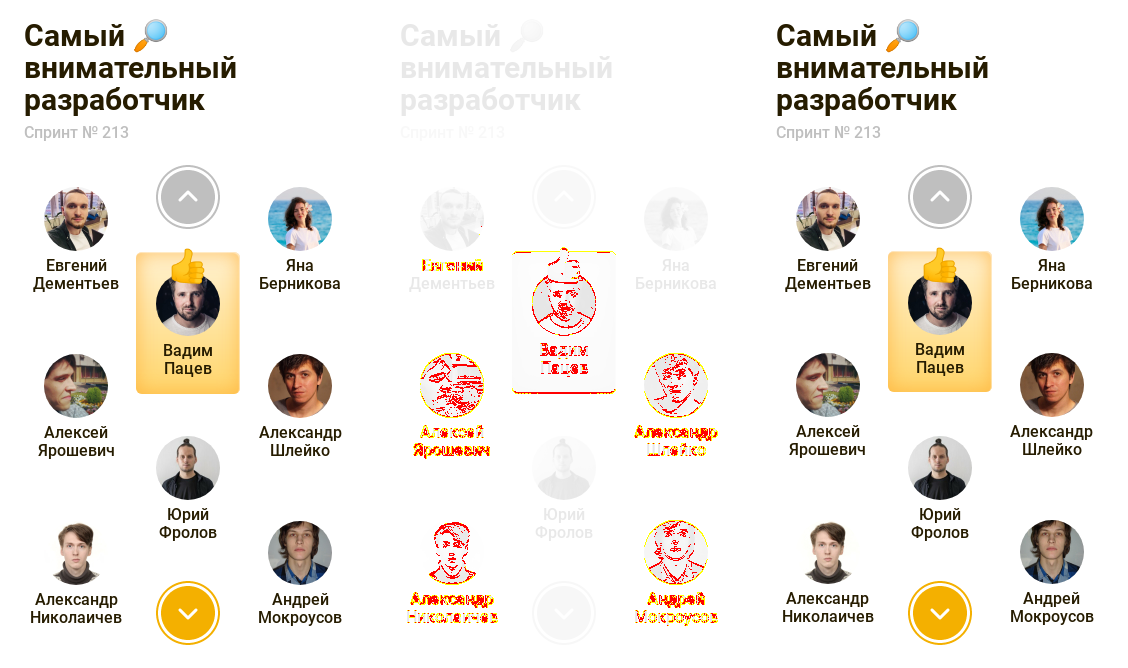 Самый 🔎
внимательный
разработчик
Спринт № 213
Евгений
Дементьев
Яна
Берникова
Вадим
Пацев
Алексей
Ярошевич
Александр
Шлейко
Юрий
Фролов
Александр
Николаичев
Андрей
Мокроусов
Самый 🔎
внимательный
разработчик
Спринт № 213
Евгений
Дементьев
Яна
Берникова
Вадим
Пацев
Алексей
Ярошевич
Александр
Шлейко
Юрий
Фролов
Александр
Николаичев
Андрей
Мокроусов
Самый 🔎
внимательный
разработчик
Спринт № 213
Евгений
Дементьев
Яна
Берникова
Вадим
Пацев
Алексей
Ярошевич
Александр
Шлейко
Юрий
Фролов
Александр
Николаичев
Андрей
Мокроусов